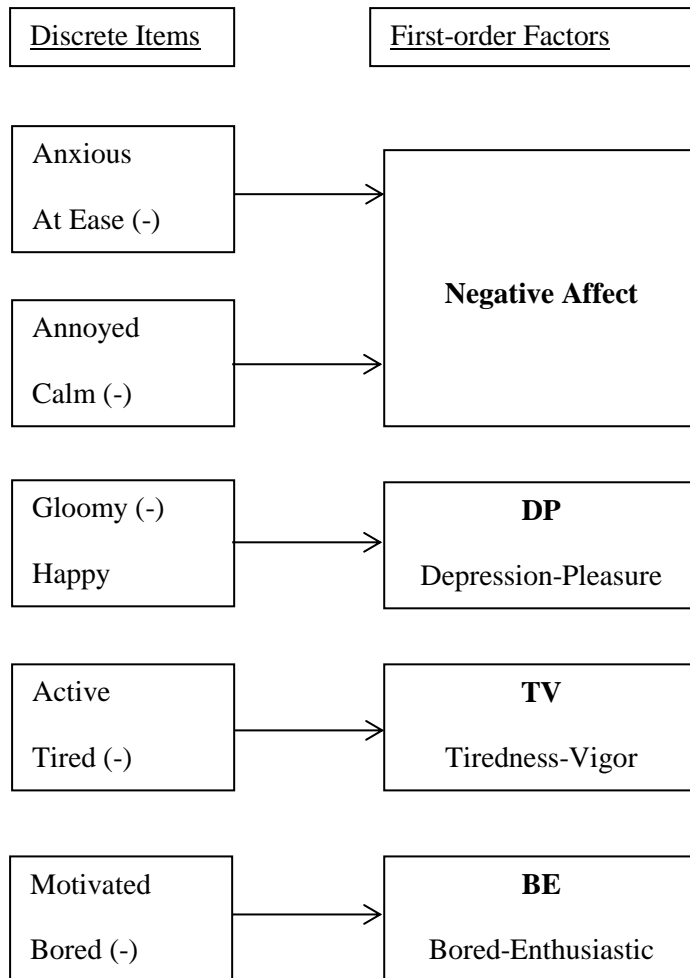 Discrete Items
First-order Factors
Anxious
At Ease (-)
Annoyed
Calm (-)
Negative Affect
Gloomy (-)
Happy
DP
Depression-Pleasure
Active
Tired (-)
TV
Tiredness-Vigor
Motivated
Bored (-)
BE
Bored-Enthusiastic